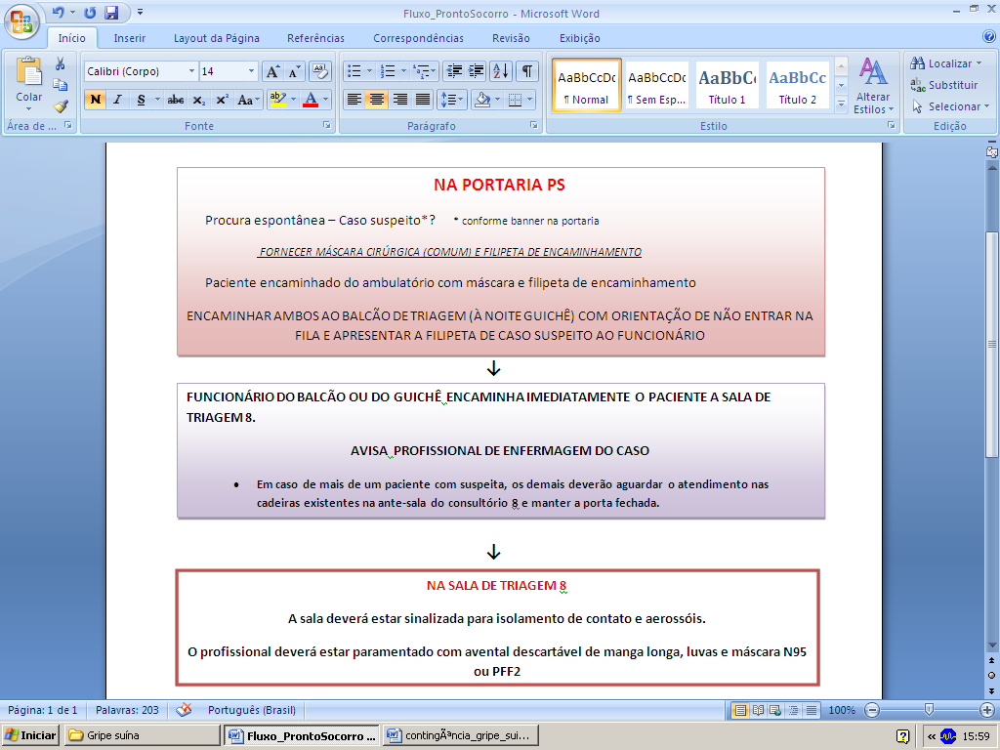 Fluxo_ProntoSocorro - Microsoft Word
Início Inserir Layout da Página Referências Correspondências Revisão Exibição
Colar
Calibri (Corpo) 14
N I S abc x₂ x² Aa
AaBbCcDc AaBbCcDc AaBbC AaBbCc
¶ Normal ¶ Sem Esp... Título 1 Título 2
Alterar Estilos
Localizar
Substituir
Selecionar
Área de ... Fonte Parágrafo Estilo Edição
NA PORTARIA PS
Procura espontânea – Caso suspeito*? * conforme banner na portaria
FORNECER MÁSCARA CIRÚRGICA (COMUM) E FILIPETA DE ENCAMINHAMENTO
Paciente encaminhado do ambulatório com máscara e filipeta de encaminhamento
ENCAMINHAR AMBOS AO BALCÃO DE TRIAGEM (À NOITE GUICHÊ) COM ORIENTAÇÃO DE NÃO ENTRAR NA
FILA E APRESENTAR A FILIPETA DE CASO SUSPEITO AO FUNCIONÁRIO
↓
FUNCIONÁRIO DO BALCÃO OU DO GUICHÊ ENCAMINHA IMEDIATAMENTE O PACIENTE A SALA DE
TRIAGEM 8.
AVISA PROFISSIONAL DE ENFERMAGEM DO CASO
• Em caso de mais de um paciente com suspeita, os demais deverão aguardar o atendimento nas
cadeiras existentes na ante-sala do consultório 8 e manter a porta fechada.
↓
NA SALA DE TRIAGEM 8
A sala deverá estar sinalizada para isolamento de contato e aerossóis.
O profissional deverá estar paramentado com avental descartável de manga longa, luvas e máscara N95
ou PFF2
Página: 1 de 1 Palavras: 203 Português (Brasil) 100%
Iniciar Gripe suína Fluxo_ProntoSocorro ... contingÃªncia_gripe_sui... « 15:59